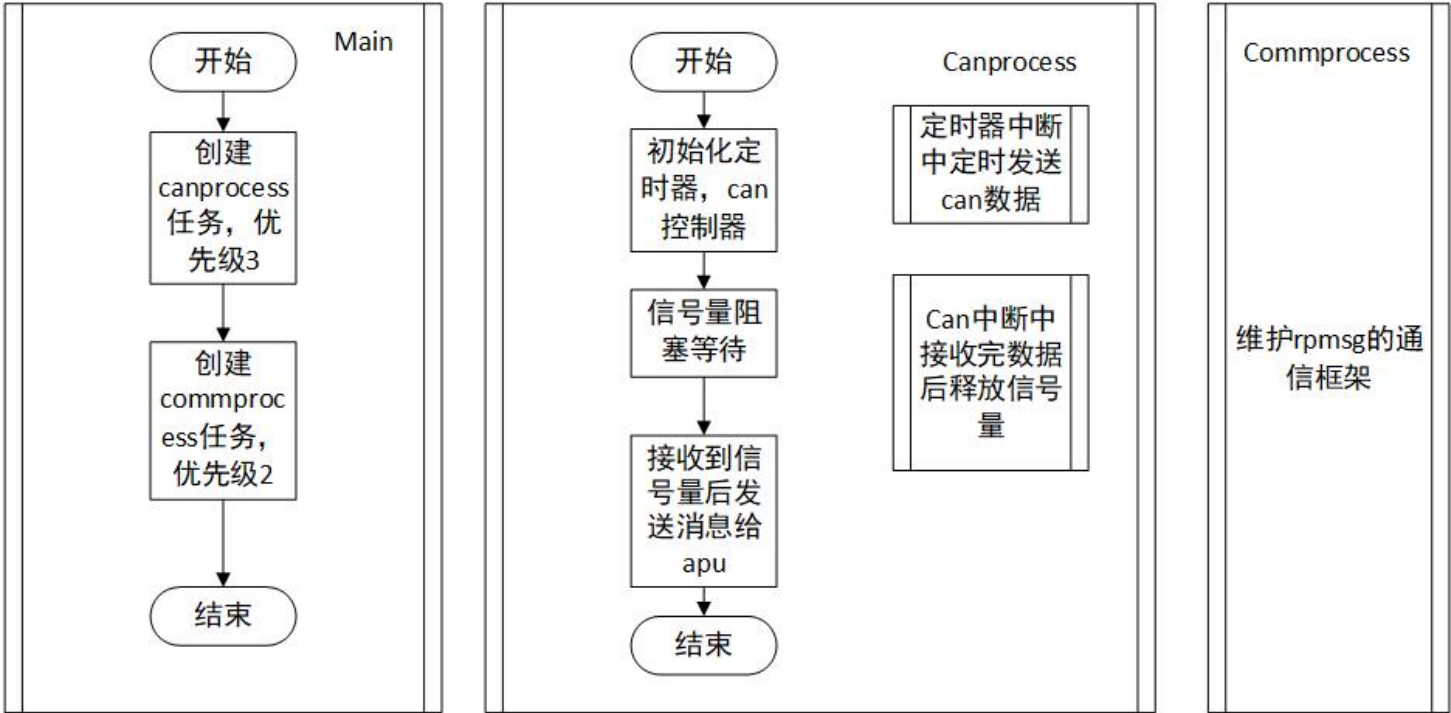 Main
开始
创建
canprocess
任务，优
先级3
创建
commproc
ess任务，
优先级2
结束
Canprocess
开始
初始化定
时器，can
控制器
信号量阻
塞等待
接收到信
号量后发
送消息给
apu
结束
定时器中断
中定时发送
can数据
Can中断中
接收完数据
后释放信号
量
Commprocess
维护rpmsg的通
信框架